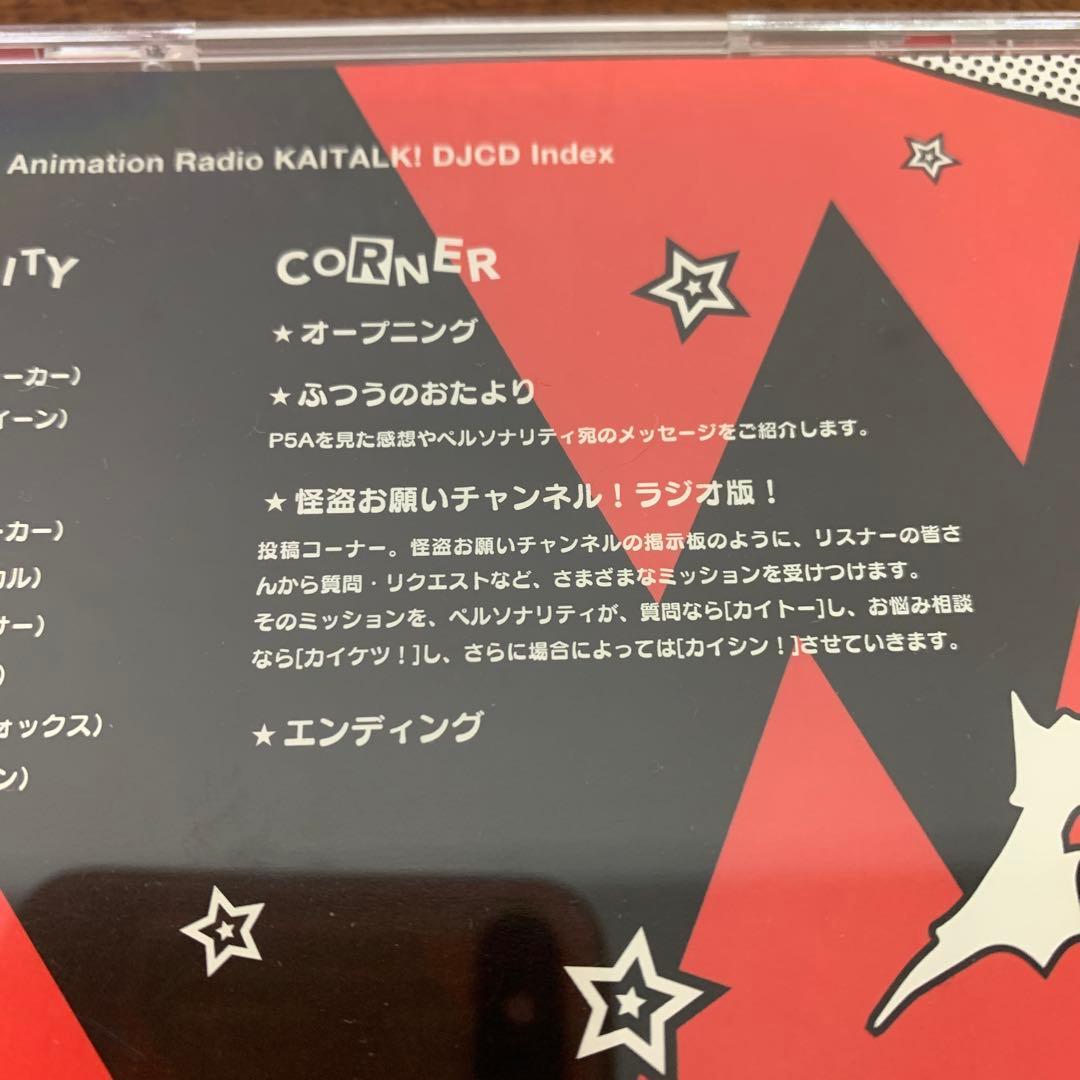 Animation Radio KAITALK! DJCD Index
ITY
ーカー）
イーン）
ーカー）
カル）
ナー）
）
ォックス）
ン）
CORNER
★オープニング
★ふつうのおたより
P5Aを見た感想やペルソナリティ宛のメッセージをご紹介します。
★怪盗お願いチャンネル！ラジオ版！
投稿コーナー。怪盗お願いチャンネルの掲示板のように、リスナーの皆さ
んから質問・リクエストなど、さまざまなミッションを受けつけます。
そのミッションを、ペルソナリティが、質問なら[カイトー]し、お悩み相談
なら[カイケツ！]し、さらに場合によっては[カイシン！]させていきます。
★エンディング